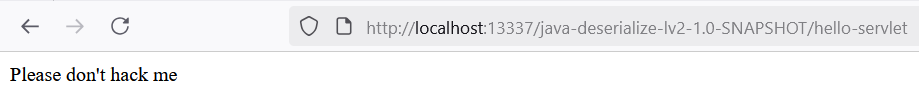 http://localhost:13337/java-deserialize-lv2-1.0-SNAPSHOT/hello-servlet
Please don't hack me